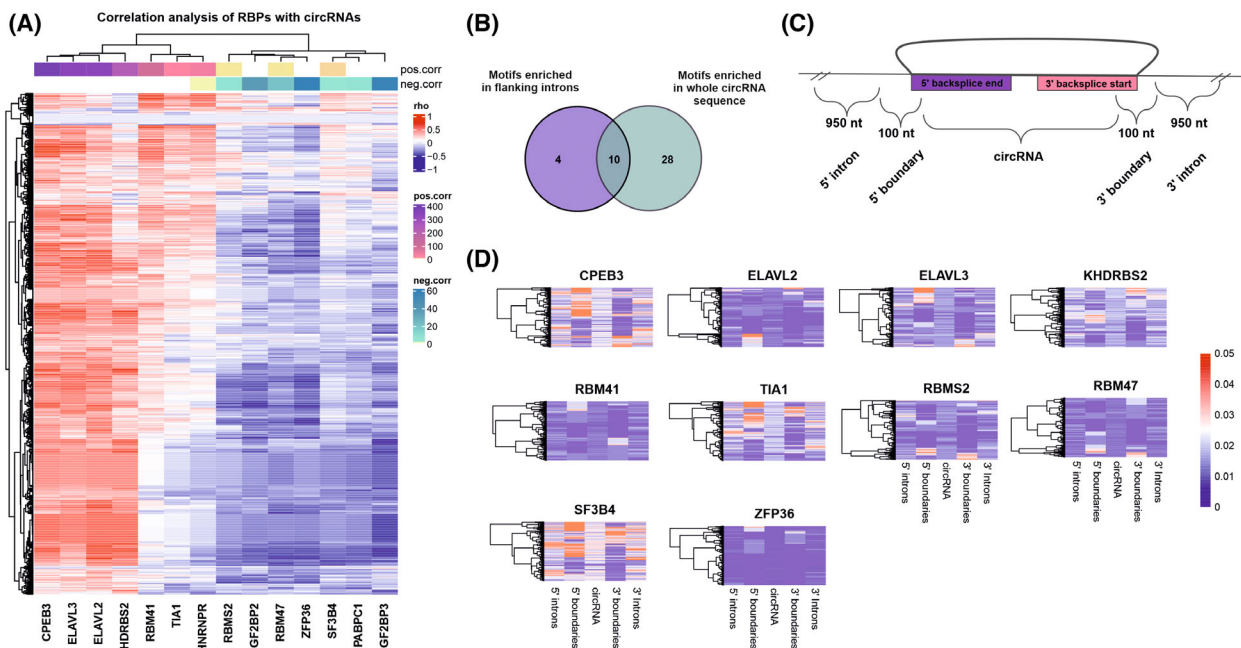 (A)
Correlation analysis of RBPs with circRNAs
pos.corr
neg.corr
rho
1
0.5
0
−0.5
−1
pos.corr
400
300
200
100
0
neg.corr
60
40
20
0
CPEB3
ELAVL3
ELAVL2
HDRBS2
RBM41
TIA1
HNRNPR
RBMS2
GF2BP2
RBM47
ZFP36
SF3B4
PABPC1
GF2BP3
(B)
Motifs enriched
in flanking introns
Motifs enriched
in whole circRNA
sequence
4
10
28
(C)
5' backsplice end
3' backsplice start
950 nt
100 nt
100 nt
950 nt
5' intron
5' boundary
circRNA
3' boundary
3' intron
(D)
CPEB3
ELAVL2
ELAVL3
KHDRBS2
RBM41
TIA1
RBMS2
RBM47
5' introns
5' boundaries
circRNA
3' boundaries
3' Introns
5' introns
5' boundaries
circRNA
3' boundaries
3' Introns
SF3B4
ZFP36
5' introns
5' boundaries
circRNA
3' boundaries
3' Introns
5' introns
5' boundaries
circRNA
3' boundaries
3' Introns
0.05
0.04
0.03
0.02
0.01
0